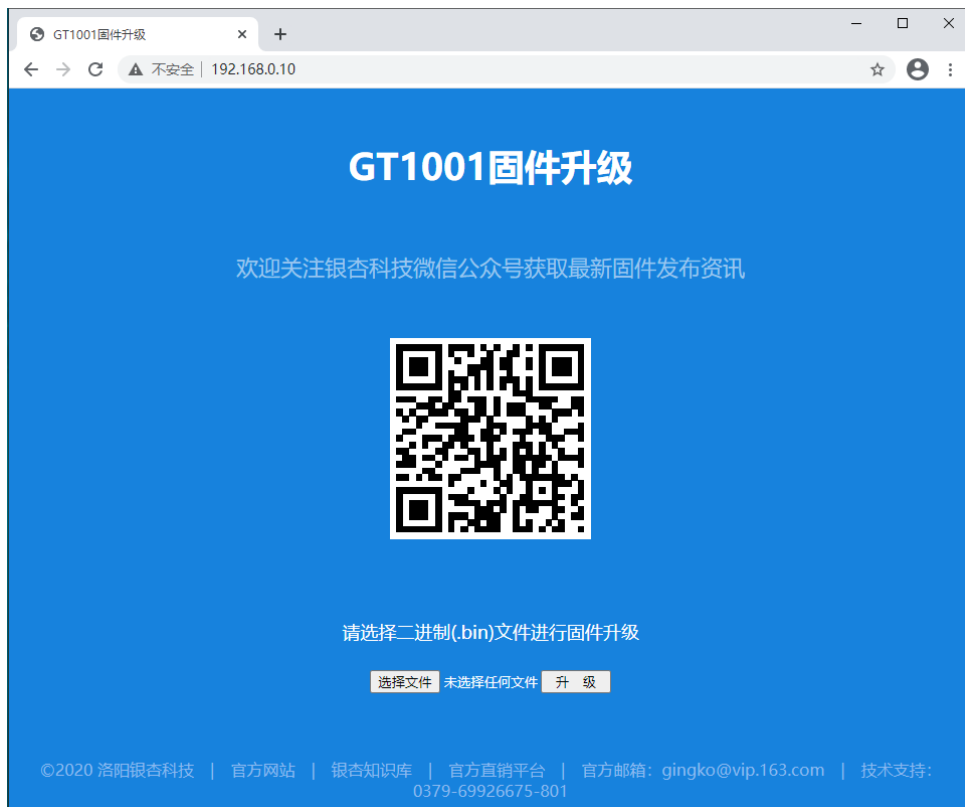 GT1001固件升级
不安全 192.168.0.10
GT1001固件升级
欢迎关注银杏科技微信公众号获取最新固件发布资讯
请选择二进制(.bin)文件进行固件升级
选择文件 未选择任何文件 升 级
©2020 洛阳银杏科技 | 官方网站 | 银杏知识库 | 官方直销平台 | 官方邮箱：gingko@vip.163.com | 技术支持：
0379-69926675-801